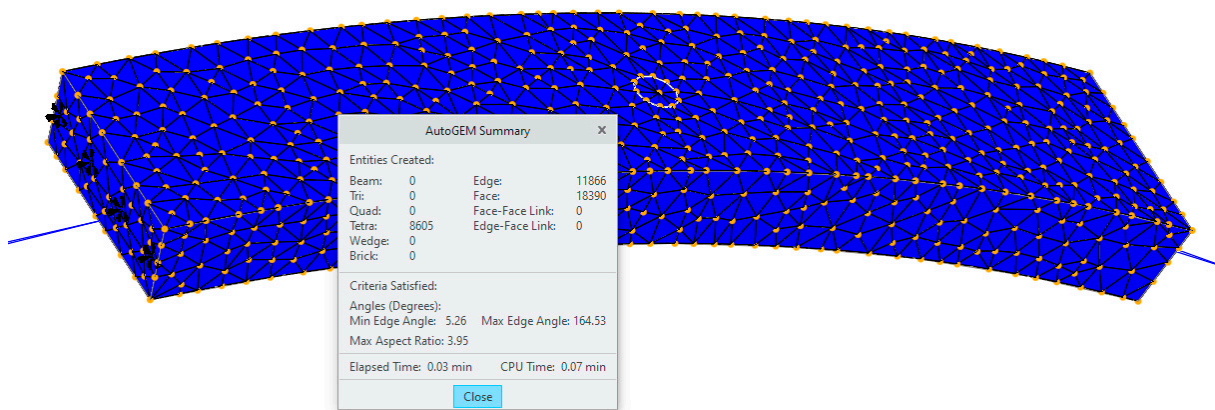 AutoGEM Summary x
Entities Created:
Beam: 0 Edge: 11866
Tri: 0 Face: 18390
Quad: 0 Face-Face Link: 0
Tetra: 8605 Edge-Face Link: 0
Wedge: 0
Brick: 0
Criteria Satisfied:
Angles (Degrees):
Min Edge Angle: 5.26 Max Edge Angle: 164.53
Max Aspect Ratio: 3.95
Elapsed Time: 0.03 min CPU Time: 0.07 min
Close